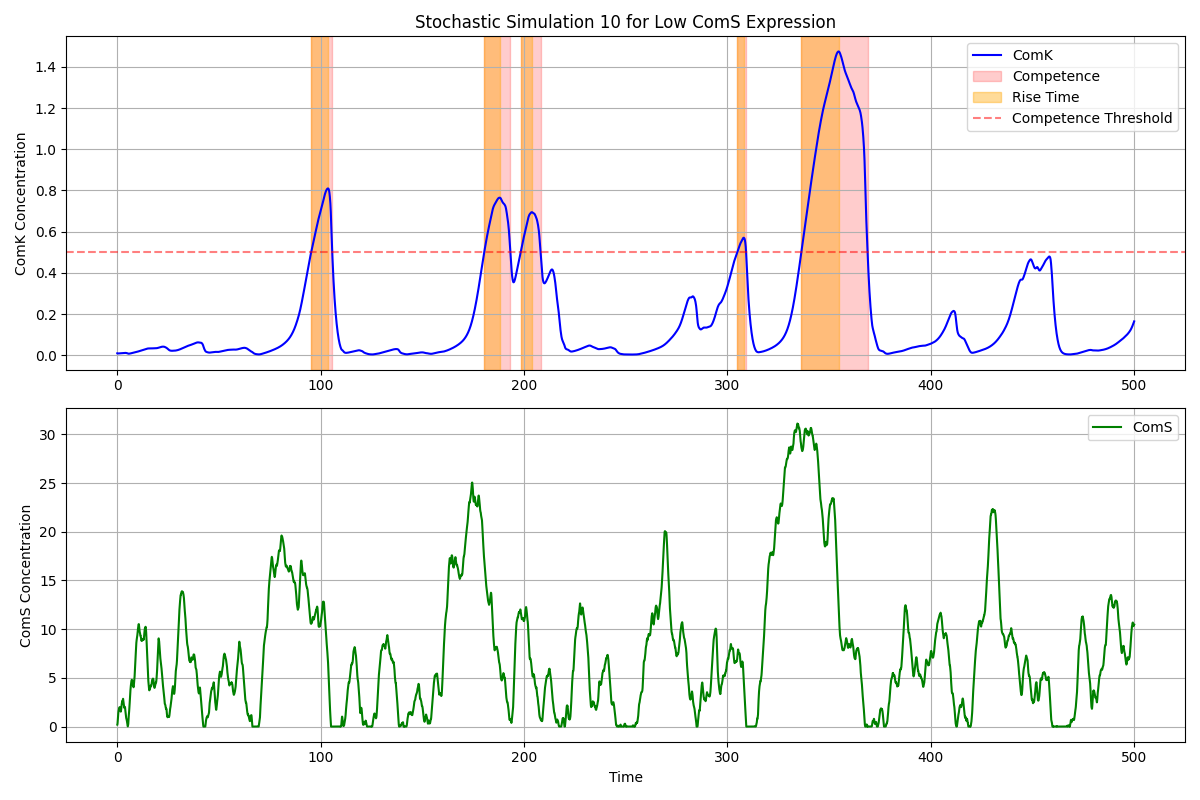 Stochastic Simulation 10 for Low ComS Expression
ComK Concentration
1.4
1.2
1.0
0.8
0.6
0.4
0.2
0.0
ComK
Competence
Rise Time
Competence Threshold
0 100 200 300 400 500
ComS Concentration
30
25
20
15
10
5
0
ComS
0 100 200 300 400 500
Time